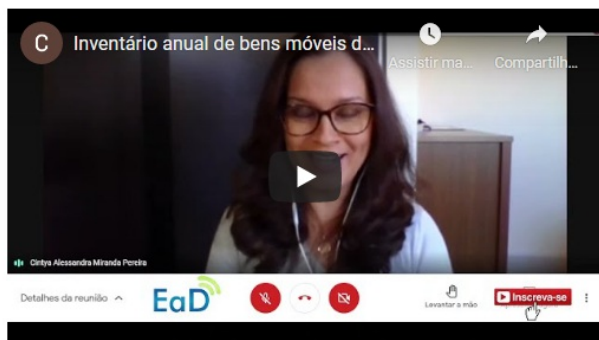 C
Inventário anual de bens móveis d...
Assistir ma...
Compartilh...
Cintya Alessandra Miranda Pereira
Detalhes da reunião
EaD
Levantar a mão
Inscreva-se